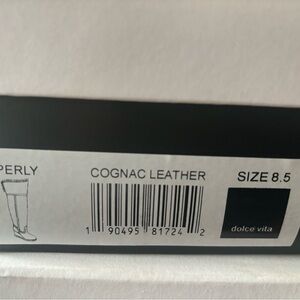 PERLY COGNAC LEATHER SIZE 8.5
1 90495 81724 2
dolce vita